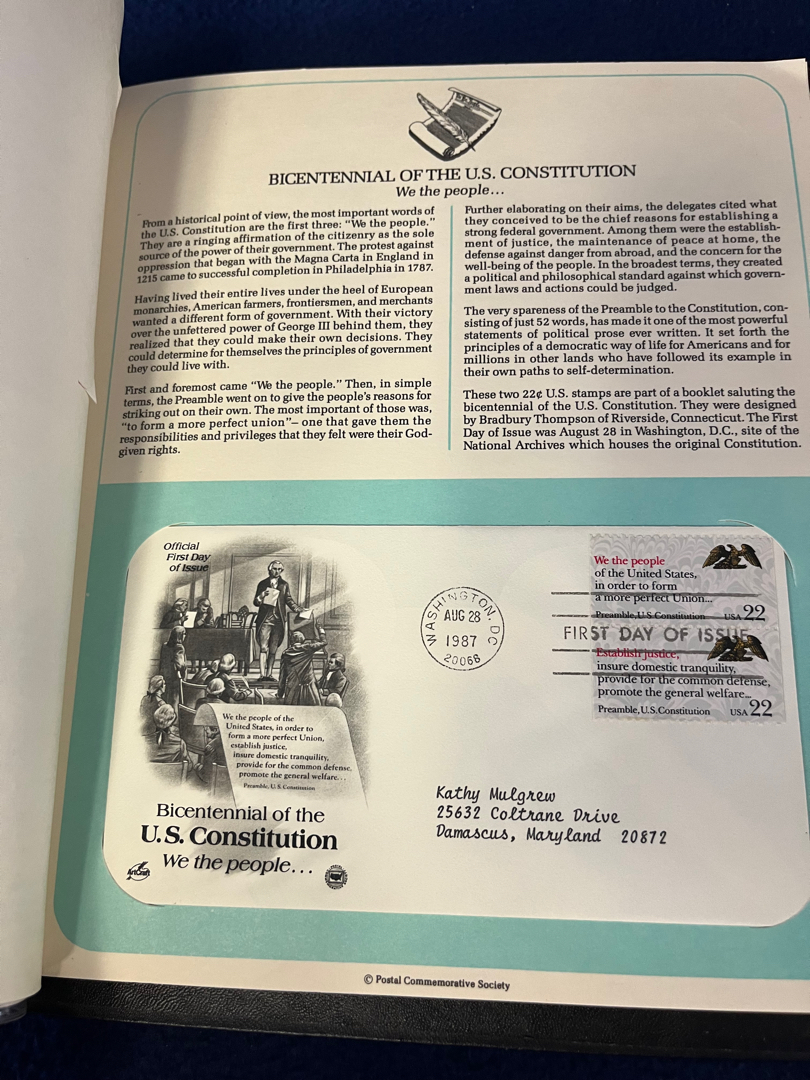 BICENTENNIAL OF THE U.S. CONSTITUTION
We the people...
From a historical point of view, the most important words of
the U.S. Constitution are the first three: “We the people.”
They are a ringing affirmation of the citizenry as the sole
source of the power of their government. The protest against
oppression that began with the Magna Carta in England in
1215 came to successful completion in Philadelphia in 1787.
Having lived their entire lives under the heel of European
monarchies, American farmers, frontiersmen, and merchants
wanted a different form of government. With their victory
over the unfettered power of George III behind them, they
realized that they could make their own decisions. They
could determine for themselves the principles of government
they could live with.
First and foremost came “We the people.” Then, in simple
terms, the Preamble went on to give the people's reasons for
striking out on their own. The most important of those was,
“to form a more perfect union”– one that gave them the
responsibilities and privileges that they felt were their God-
given rights.
Further elaborating on their aims, the delegates cited what
they conceived to be the chief reasons for establishing a
strong federal government. Among them were the establish-
ment of justice, the maintenance of peace at home, the
defense against danger from abroad, and the concern for the
well-being of the people. In the broadest terms, they created
a political and philosophical standard against which govern-
ment laws and actions could be judged.
The very spareness of the Preamble to the Constitution, con-
sisting of just 52 words, has made it one of the most powerful
statements of political prose ever written. It set forth the
principles of a democratic way of life for Americans and for
millions in other lands who have followed its example in
their own paths to self-determination.
These two 22¢ U.S. stamps are part of a booklet saluting the
bicentennial of the U.S. Constitution. They were designed
by Bradbury Thompson of Riverside, Connecticut. The First
Day of Issue was August 28 in Washington, D.C., site of the
National Archives which houses the original Constitution.
Official
First Day
of Issue
We the people of the
United States, in order to
form a more perfect Union,
establish justice,
insure domestic tranquility,
provide for the common defense,
promote the general welfare...
Preamble, U.S. Constitution
Bicentennial of the
U.S. Constitution
We the people...
ArtCraft
WASHINGTON, DC
AUG 28
1987
20066
FIRST DAY OF ISSUE
We the people
of the United States,
in order to form
a more perfect Union...
Preamble, U.S. Constitution USA 22
Establish justice,
insure domestic tranquility,
provide for the common defense,
promote the general welfare...
Preamble, U.S. Constitution USA 22
Kathy Mulgrew
25632 Coltrane Drive
Damascus, Maryland 20872
© Postal Commemorative Society